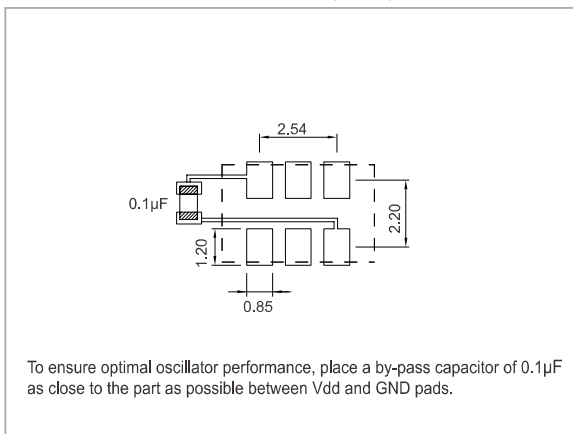 2.54
0.1µF
2.20
1.20
0.85
To ensure optimal oscillator performance, place a by-pass capacitor of 0.1µF
as close to the part as possible between Vdd and GND pads.